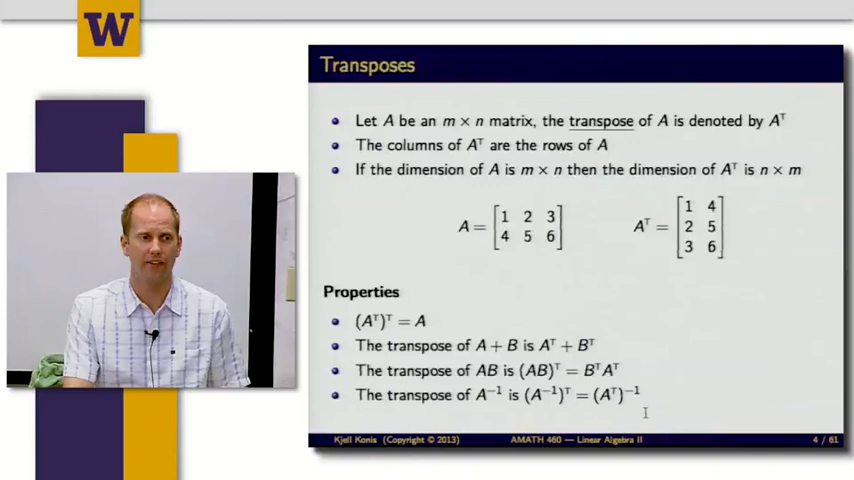 W
Transposes
Let A be an m × n matrix, the transpose of A is denoted by Aᵀ
The columns of Aᵀ are the rows of A
If the dimension of A is m × n then the dimension of Aᵀ is n × m
A = [1 2 3
4 5 6]
Aᵀ = [1 4
2 5
3 6]
Properties
(Aᵀ)ᵀ = A
The transpose of A + B is Aᵀ + Bᵀ
The transpose of AB is (AB)ᵀ = BᵀAᵀ
The transpose of A⁻¹ is (A⁻¹)ᵀ = (Aᵀ)⁻¹
Kjell Konis (Copyright © 2013) AMATH 460 — Linear Algebra II 4 / 61